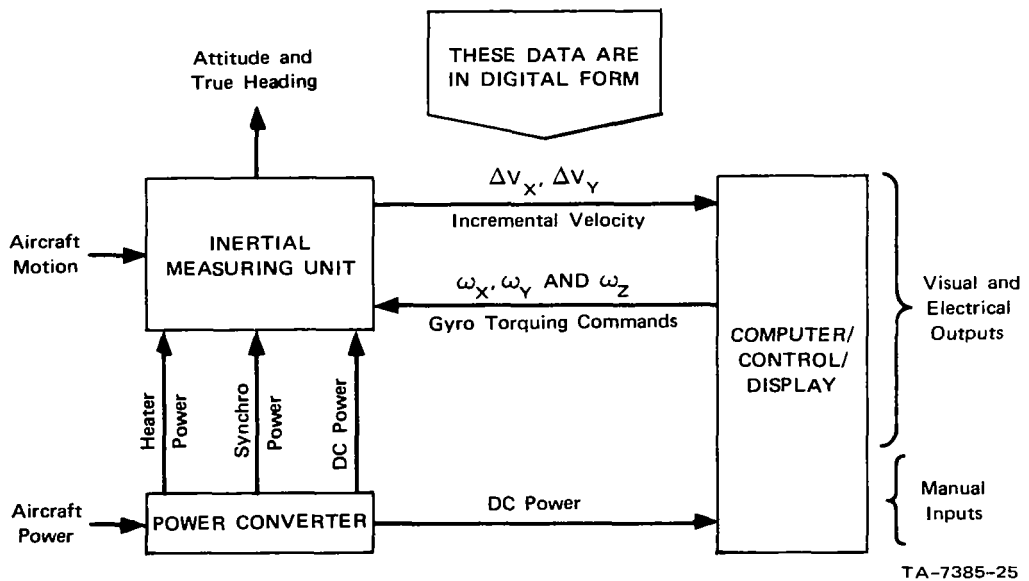 THESE DATA ARE
IN DIGITAL FORM
Attitude and
True Heading
ΔV_X, ΔV_Y
Incremental Velocity
Aircraft
Motion
INERTIAL
MEASURING UNIT
ω_X, ω_Y AND ω_Z
Gyro Torquing Commands
COMPUTER/
CONTROL/
DISPLAY
Visual and
Electrical
Outputs
Heater
Power
Synchro
Power
DC Power
Aircraft
Power
POWER CONVERTER
DC Power
Manual
Inputs
TA-7385-25